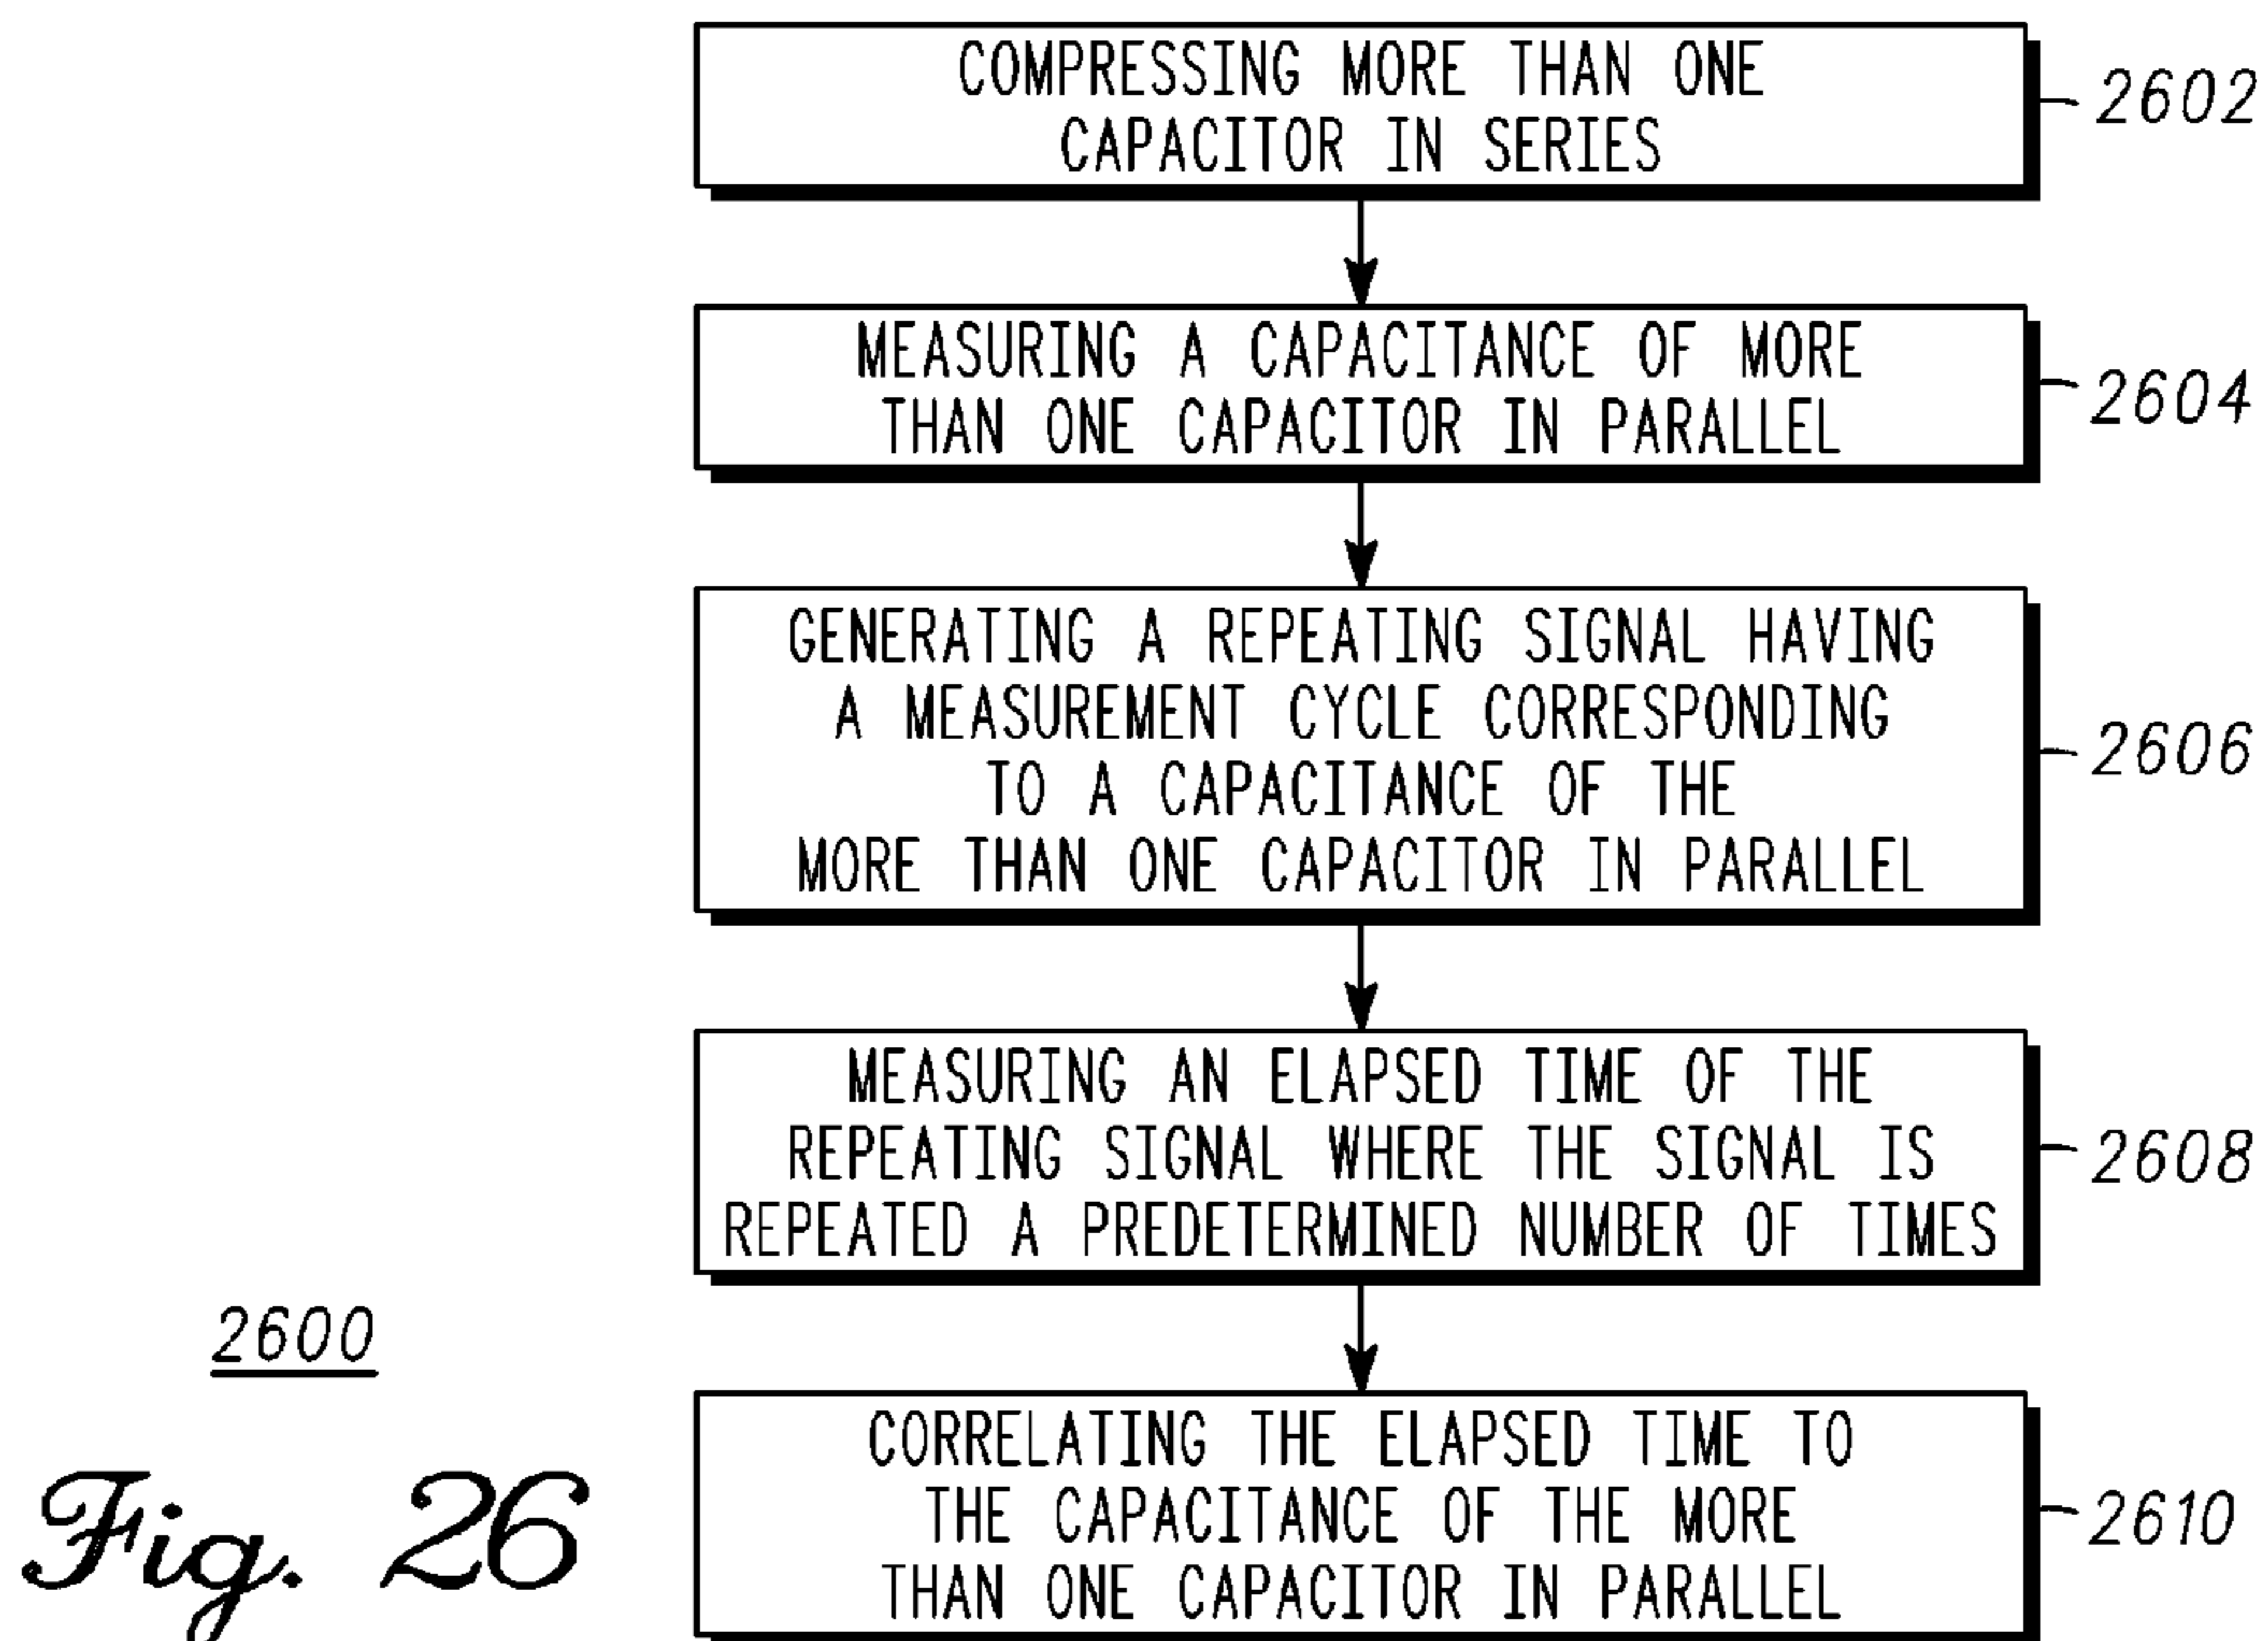 COMPRESSING MORE THAN ONE
CAPACITOR IN SERIES
2602
MEASURING A CAPACITANCE OF MORE
THAN ONE CAPACITOR IN PARALLEL
2604
GENERATING A REPEATING SIGNAL HAVING
A MEASUREMENT CYCLE CORRESPONDING
TO A CAPACITANCE OF THE
MORE THAN ONE CAPACITOR IN PARALLEL
2606
MEASURING AN ELAPSED TIME OF THE
REPEATING SIGNAL WHERE THE SIGNAL IS
REPEATED A PREDETERMINED NUMBER OF TIMES
2608
CORRELATING THE ELAPSED TIME TO
THE CAPACITANCE OF THE MORE
THAN ONE CAPACITOR IN PARALLEL
2610
2600
Fig. 26